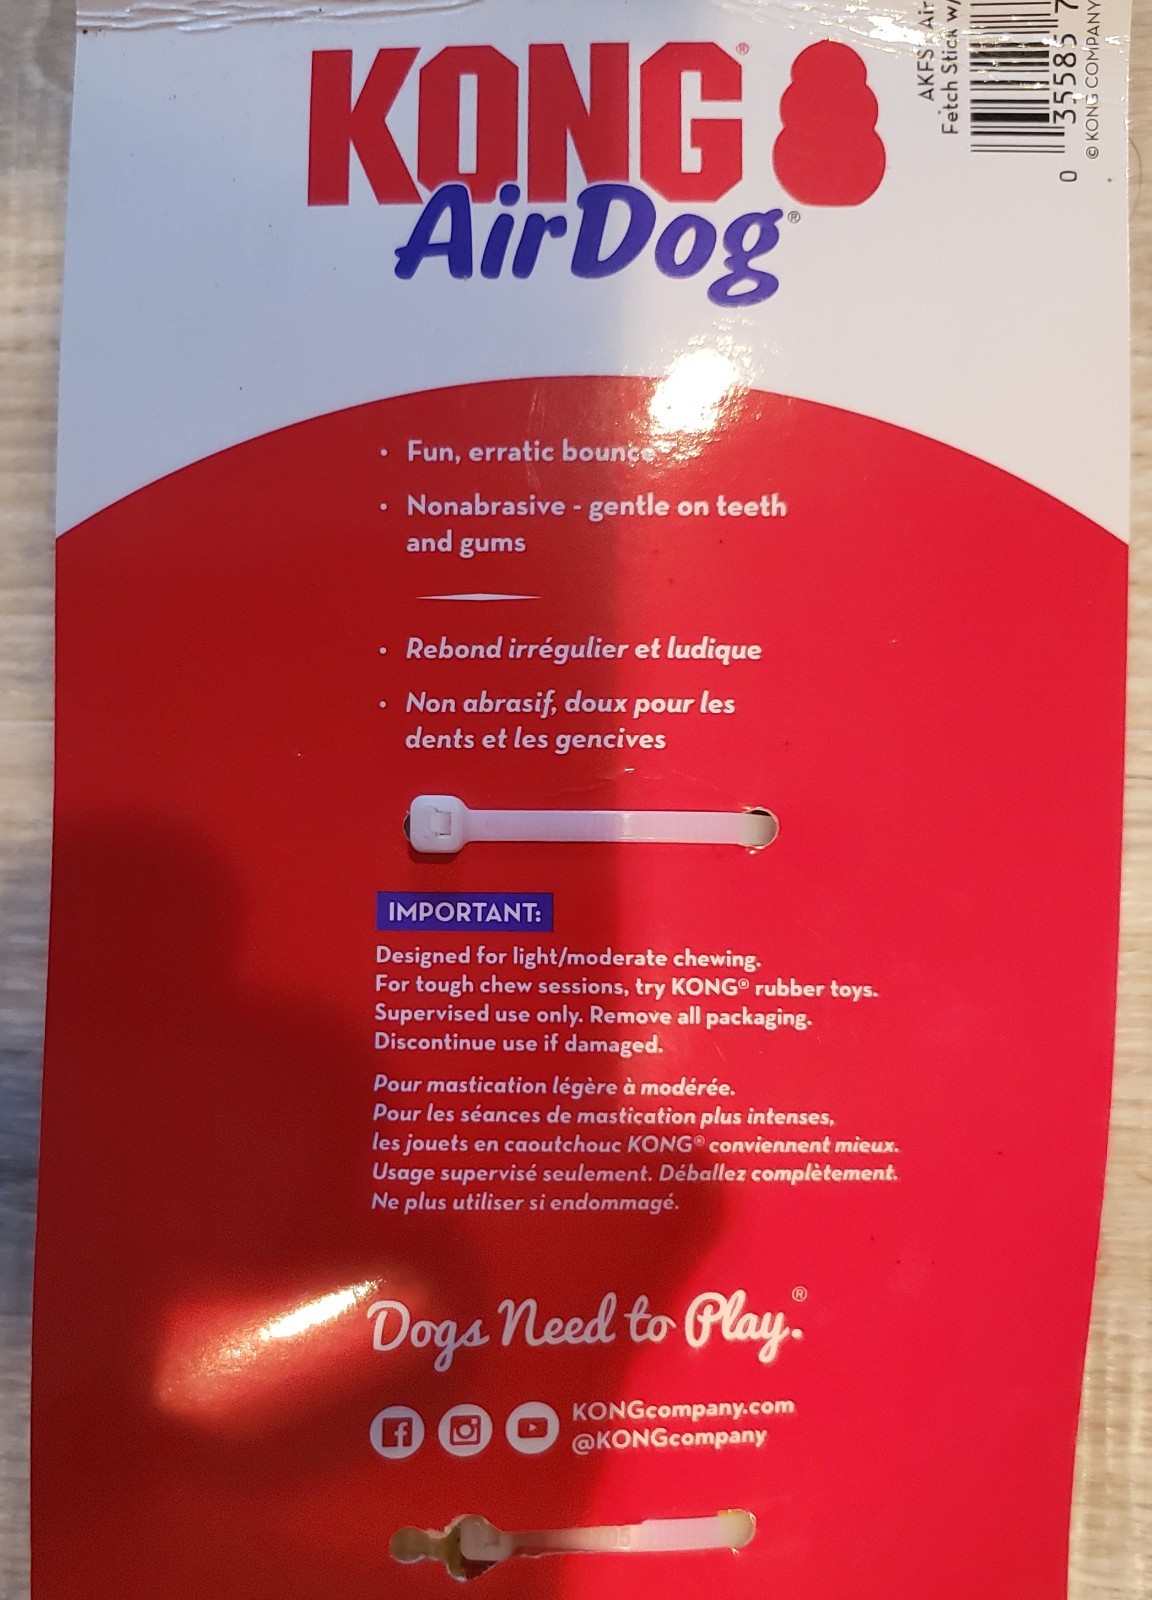 KONG®
AirDog®
AKFS
Fetch Stick w/
0 35585 7
© KONG COMPANY
• Fun, erratic bounce
• Nonabrasive - gentle on teeth
and gums
• Rebond irrégulier et ludique
• Non abrasif, doux pour les
dents et les gencives
IMPORTANT:
Designed for light/moderate chewing.
For tough chew sessions, try KONG® rubber toys.
Supervised use only. Remove all packaging.
Discontinue use if damaged.
Pour mastication légère à modérée.
Pour les séances de mastication plus intenses,
les jouets en caoutchouc KONG® conviennent mieux.
Usage supervisé seulement. Déballez complètement.
Ne plus utiliser si endommagé.
Dogs Need to Play.®
KONGcompany.com
@KONGcompany